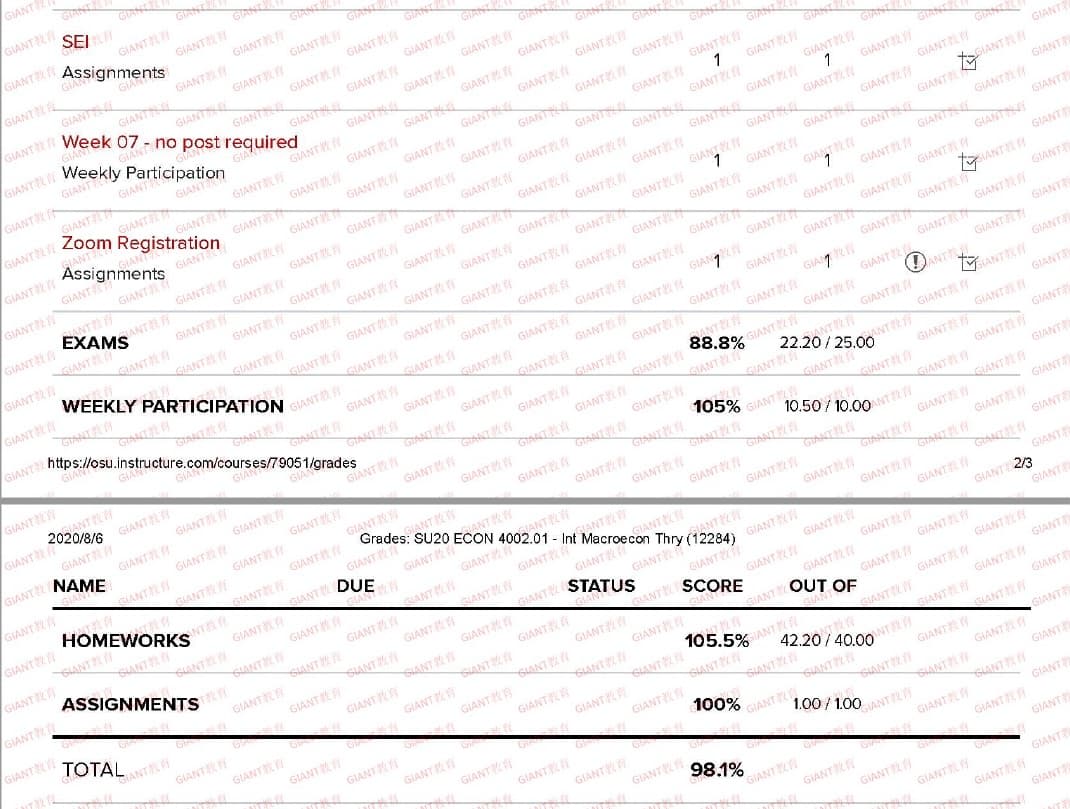 SEI
Assignments
1 1
Week 07 - no post required
Weekly Participation
1 1
Zoom Registration
Assignments
1 1
EXAMS 88.8% 22.20 / 25.00
WEEKLY PARTICIPATION 105% 10.50 / 10.00
https://osu.instructure.com/courses/79051/grades 2/3
2020/8/6 Grades: SU20 ECON 4002.01 - Int Macroecon Thry (12284)
NAME DUE STATUS SCORE OUT OF
HOMEWORKS 105.5% 42.20 / 40.00
ASSIGNMENTS 100% 1.00 / 1.00
TOTAL 98.1%
GIANT教育